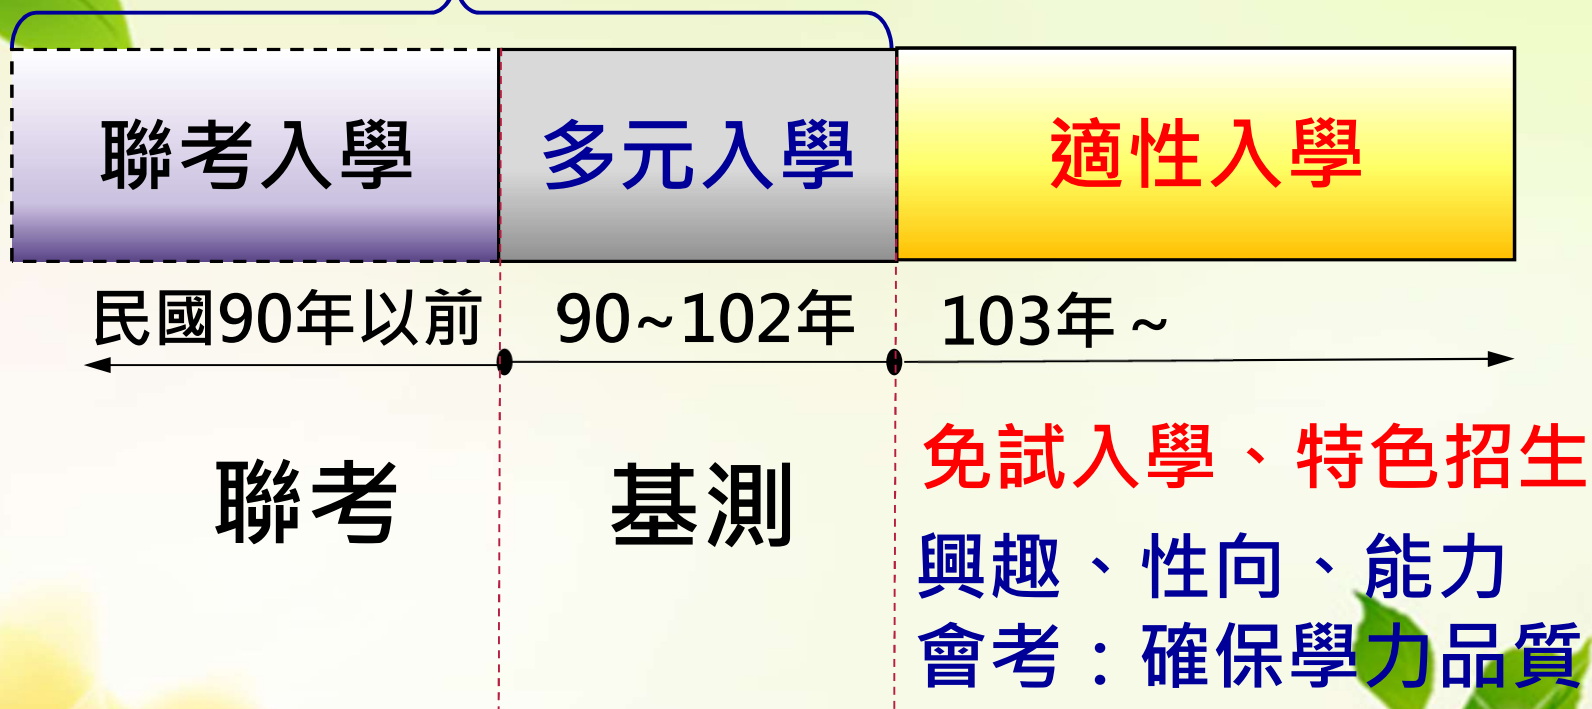 聯考入學
多元入學
適性入學
民國90年以前
90~102年
103年~
聯考
基測
免試入學、特色招生
興趣、性向、能力
會考：確保學力品質